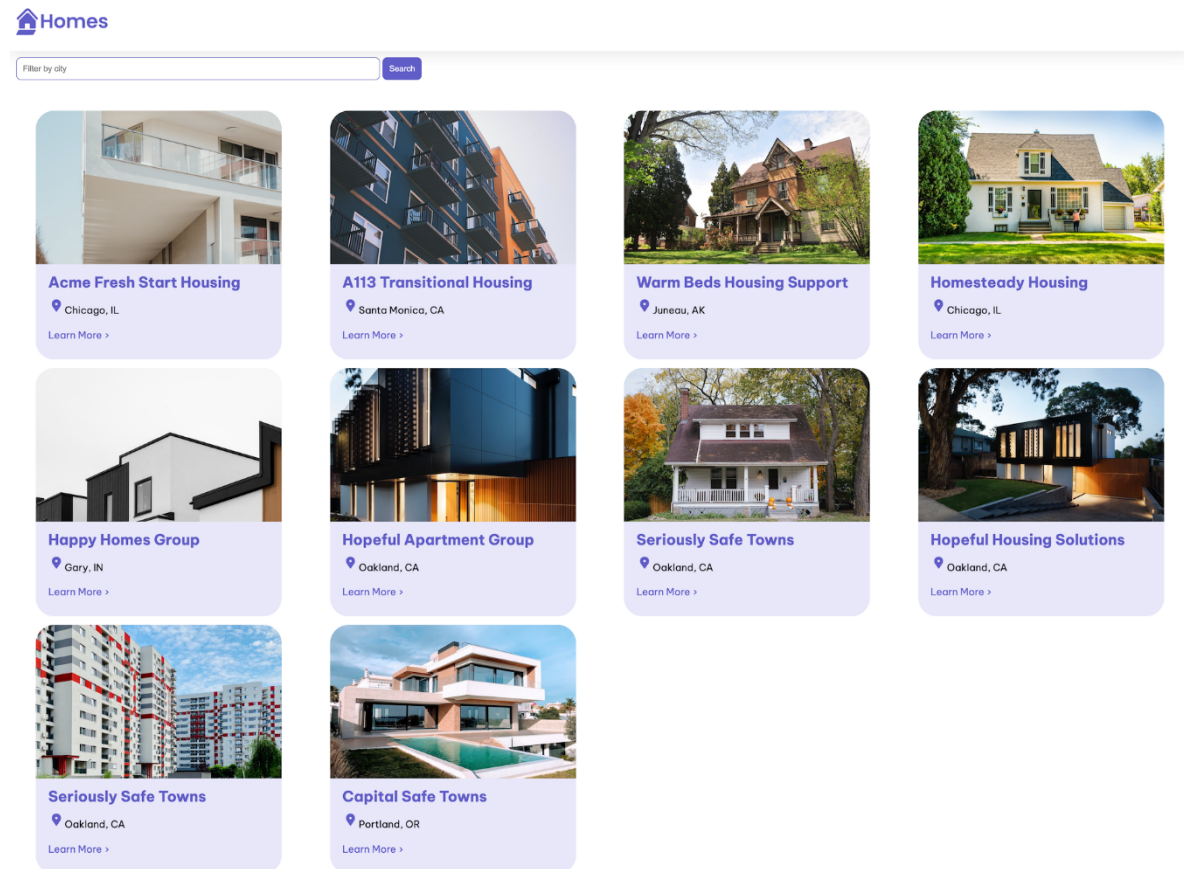 Homes
Filter by city
Search
Acme Fresh Start Housing
Chicago, IL
Learn More ›
A113 Transitional Housing
Santa Monica, CA
Learn More ›
Warm Beds Housing Support
Juneau, AK
Learn More ›
Homesteady Housing
Chicago, IL
Learn More ›
Happy Homes Group
Gary, IN
Learn More ›
Hopeful Apartment Group
Oakland, CA
Learn More ›
Seriously Safe Towns
Oakland, CA
Learn More ›
Hopeful Housing Solutions
Oakland, CA
Learn More ›
Seriously Safe Towns
Oakland, CA
Learn More ›
Capital Safe Towns
Portland, OR
Learn More ›